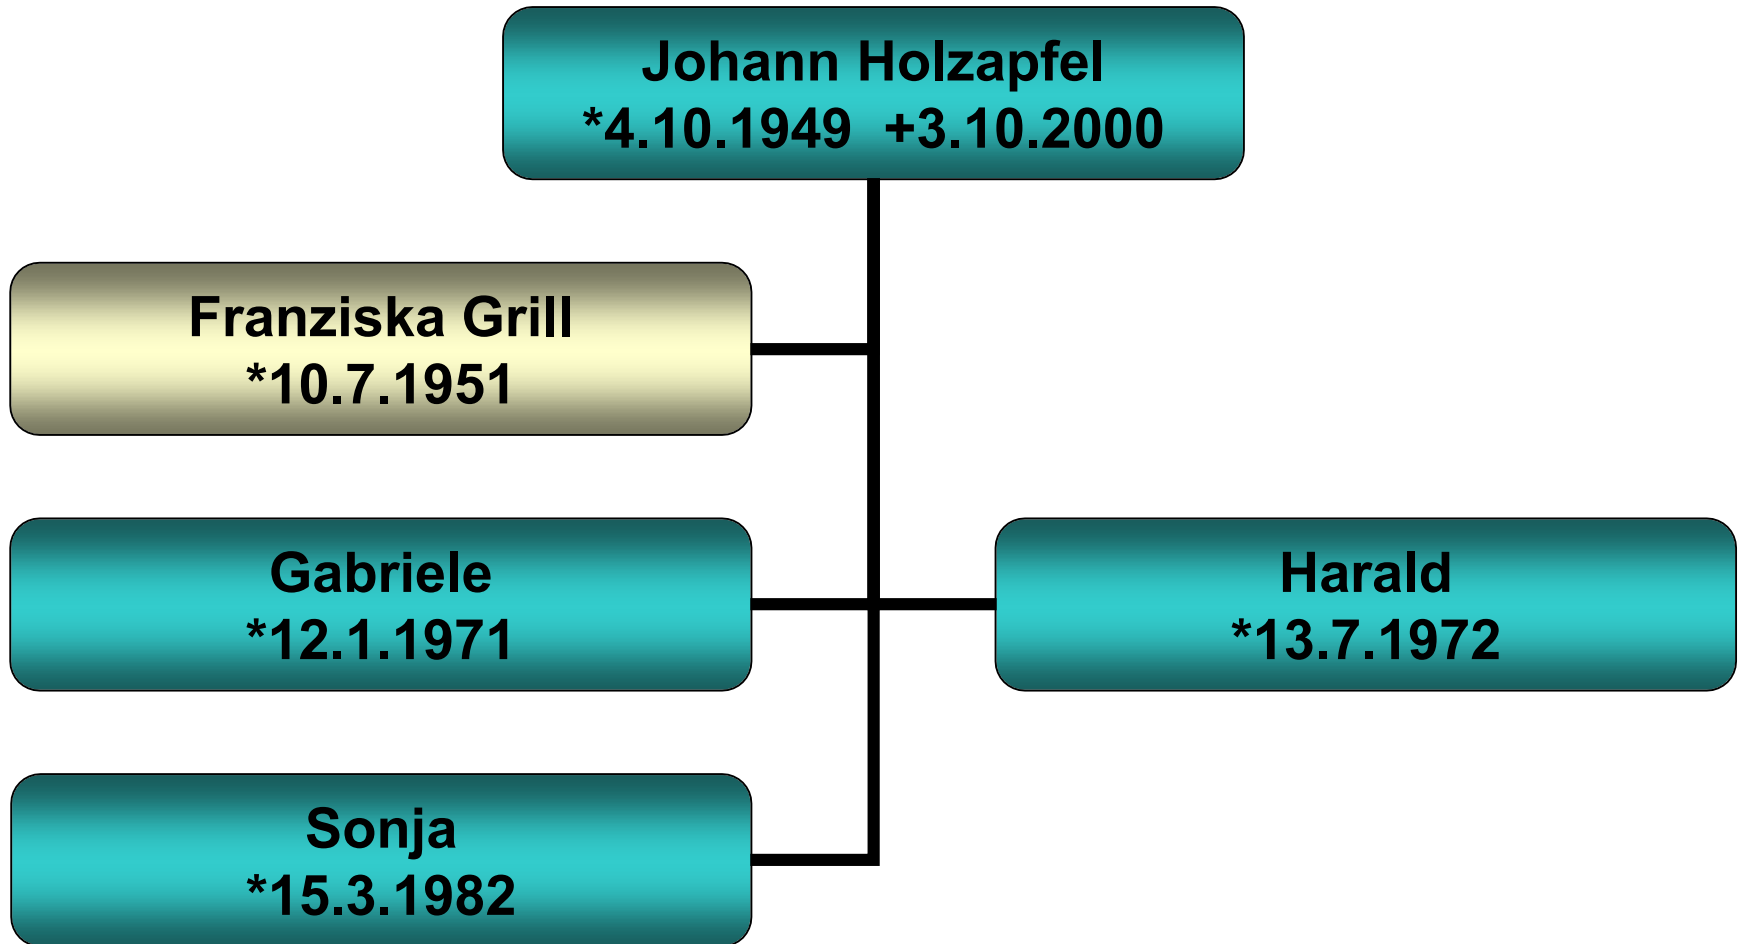 Johann Holzapfel
*4.10.1949 +3.10.2000
Franziska Grill
*10.7.1951
Gabriele
*12.1.1971
Harald
*13.7.1972
Sonja
*15.3.1982